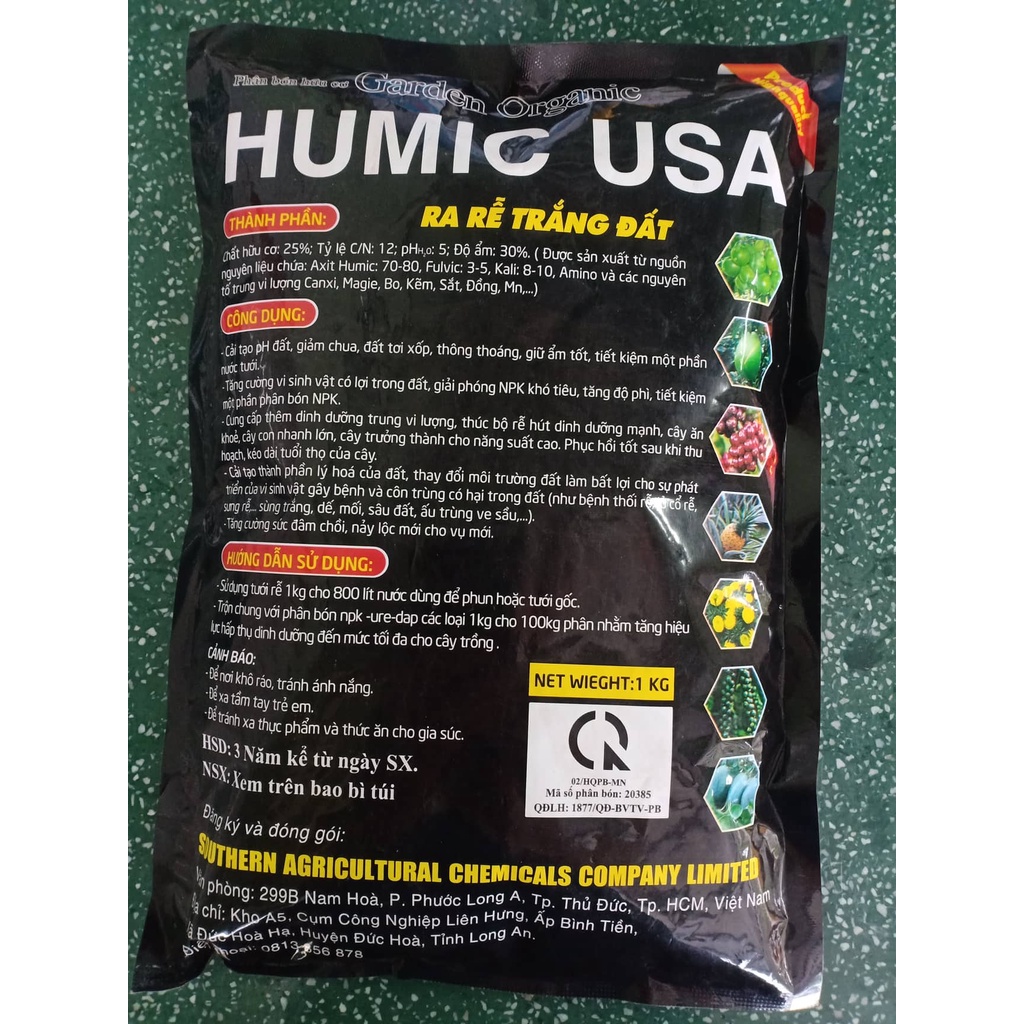 Phân bón hữu cơ Garden Organic
Product
High quality
HUMIC USA
RA RỄ TRẮNG ĐẤT
THÀNH PHẦN:
Chất hữu cơ: 25%; Tỷ lệ C/N: 12; pHH₂O: 5; Độ ẩm: 30%. ( Được sản xuất từ nguồn
nguyên liệu chứa: Axit Humic: 70-80, Fulvic: 3-5, Kali: 8-10, Amino và các nguyên
tố trung vi lượng Canxi, Magie, Bo, Kẽm, Sắt, Đồng, Mn,...)
CÔNG DỤNG:
- Cải tạo pH đất, giảm chua, đất tơi xốp, thông thoáng, giữ ẩm tốt, tiết kiệm một phần
nước tưới.
-Tăng cường vi sinh vật có lợi trong đất, giải phóng NPK khó tiêu, tăng độ phì, tiết kiệm
một phần phân bón NPK.
- Cung cấp thêm dinh dưỡng trung vi lượng, thúc bộ rễ hút dinh dưỡng mạnh, cây ăn
khoẻ, cây con nhanh lớn, cây trưởng thành cho năng suất cao. Phục hồi tốt sau khi thu
hoạch, kéo dài tuổi thọ của cây.
- Cải tạo thành phần lý hoá của đất, thay đổi môi trường đất làm bất lợi cho sự phát
triển của vi sinh vật gây bệnh và côn trùng có hại trong đất (như bệnh thối rễ, cổ rễ,
sưng rễ... sùng trắng, dế, mối, sâu đất, ấu trùng ve sầu,...).
-Tăng cường sức đâm chồi, nảy lộc mới cho vụ mới.
HƯỚNG DẪN SỬ DỤNG:
- Sử dụng tưới rễ 1kg cho 800 lít nước dùng để phun hoặc tưới gốc.
- Trộn chung với phân bón npk -ure-dap các loại 1kg cho 100kg phân nhằm tăng hiệu
lực hấp thụ dinh dưỡng đến mức tối đa cho cây trồng .
CẢNH BÁO:
- Để nơi khô ráo, tránh ánh nắng.
- Để xa tầm tay trẻ em.
- Để tránh xa thực phẩm và thức ăn cho gia súc.
HSD: 3 Năm kể từ ngày SX.
NSX: Xem trên bao bì túi
NET WIEGHT:1 KG
02/HQPB-MN
Mã số phân bón: 20385
QĐLH: 1877/QĐ-BVTV-PB
Đăng ký và đóng gói:
SOUTHERN AGRICULTURAL CHEMICALS COMPANY LIMITED
phòng: 299B Nam Hoà, P. Phước Long A, Tp. Thủ Đức, Tp. HCM, Việt Nam
chỉ: Kho A5, Cụm Công Nghiệp Liên Hưng, Ấp Bình Tiền,
Đức Hoà Hạ, Huyện Đức Hoà, Tỉnh Long An.
878